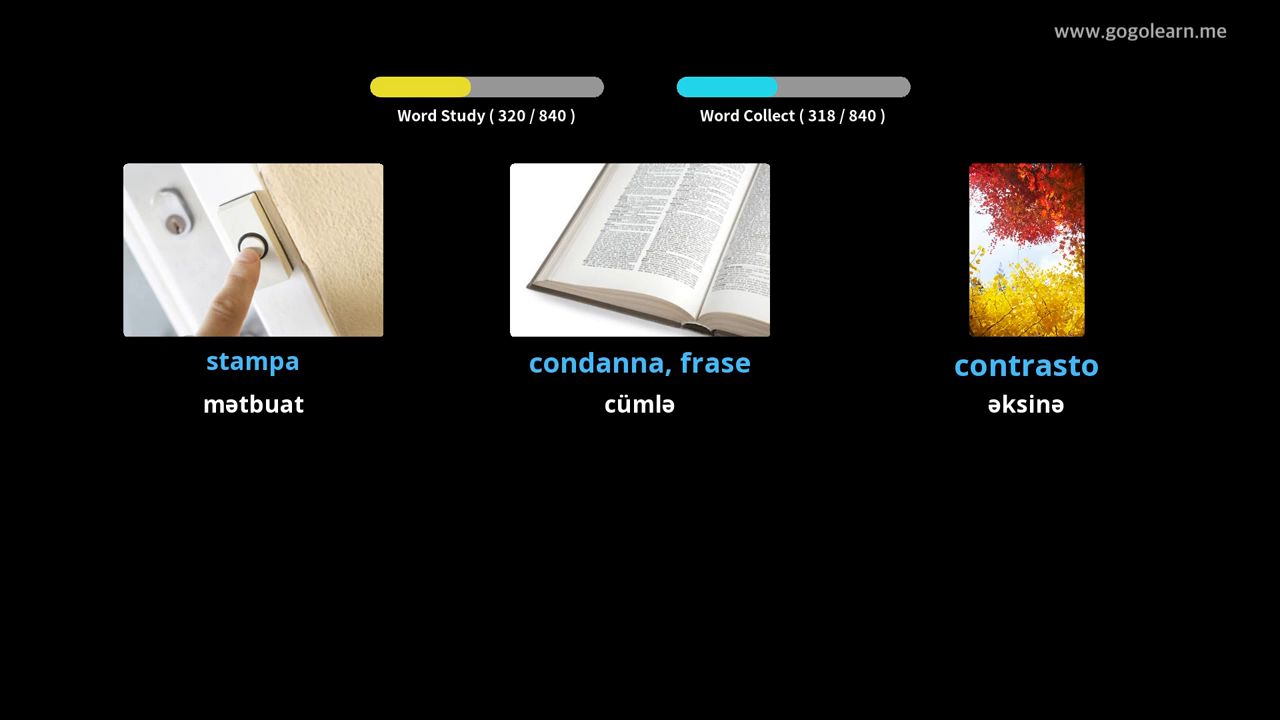 www.gogolearn.me
Word Study ( 320 / 840 )
Word Collect ( 318 / 840 )
stampa
condanna, frase
contrasto
mətbuat
cümlə
əksinə